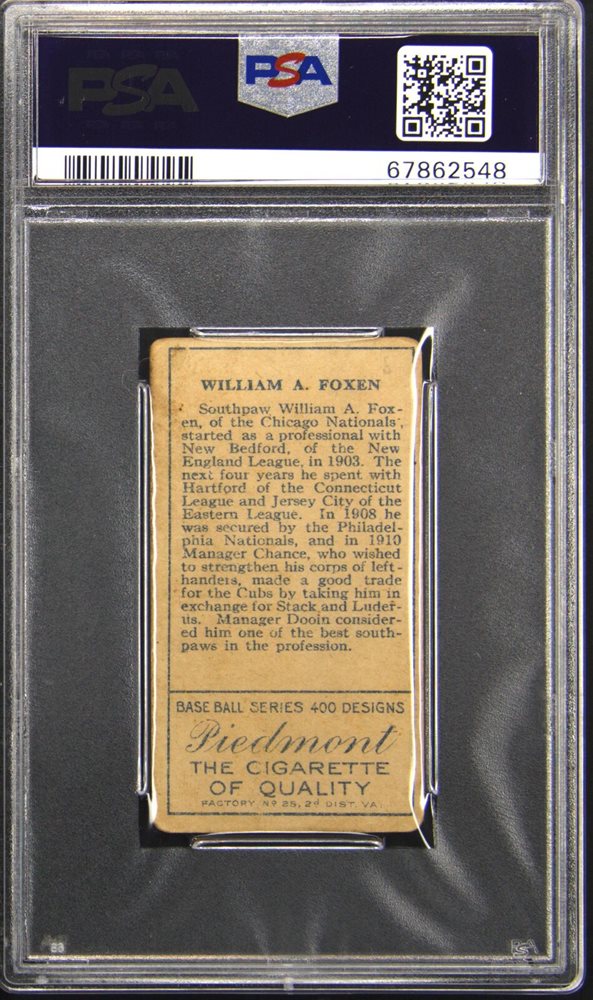 PSA
PSA
67862548
WILLIAM A. FOXEN
Southpaw William A. Fox-
en, of the Chicago Nationals,
started as a professional with
New Bedford, of the New
England League, in 1903. The
next four years he spent with
Hartford of the Connecticut
League and Jersey City of the
Eastern League. In 1908 he
was secured by the Philadel-
phia Nationals, and in 1910
Manager Chance, who wished
to strengthen his corps of left-
handers, made a good trade
for the Cubs by taking him in
exchange for Stack and Luder-
us. Manager Dooin consider-
ed him one of the best south-
paws in the profession.
BASE BALL SERIES 400 DESIGNS
Piedmont
THE CIGARETTE
OF QUALITY
FACTORY Nº 25, 2ᵈ DIST. VA.
PSA